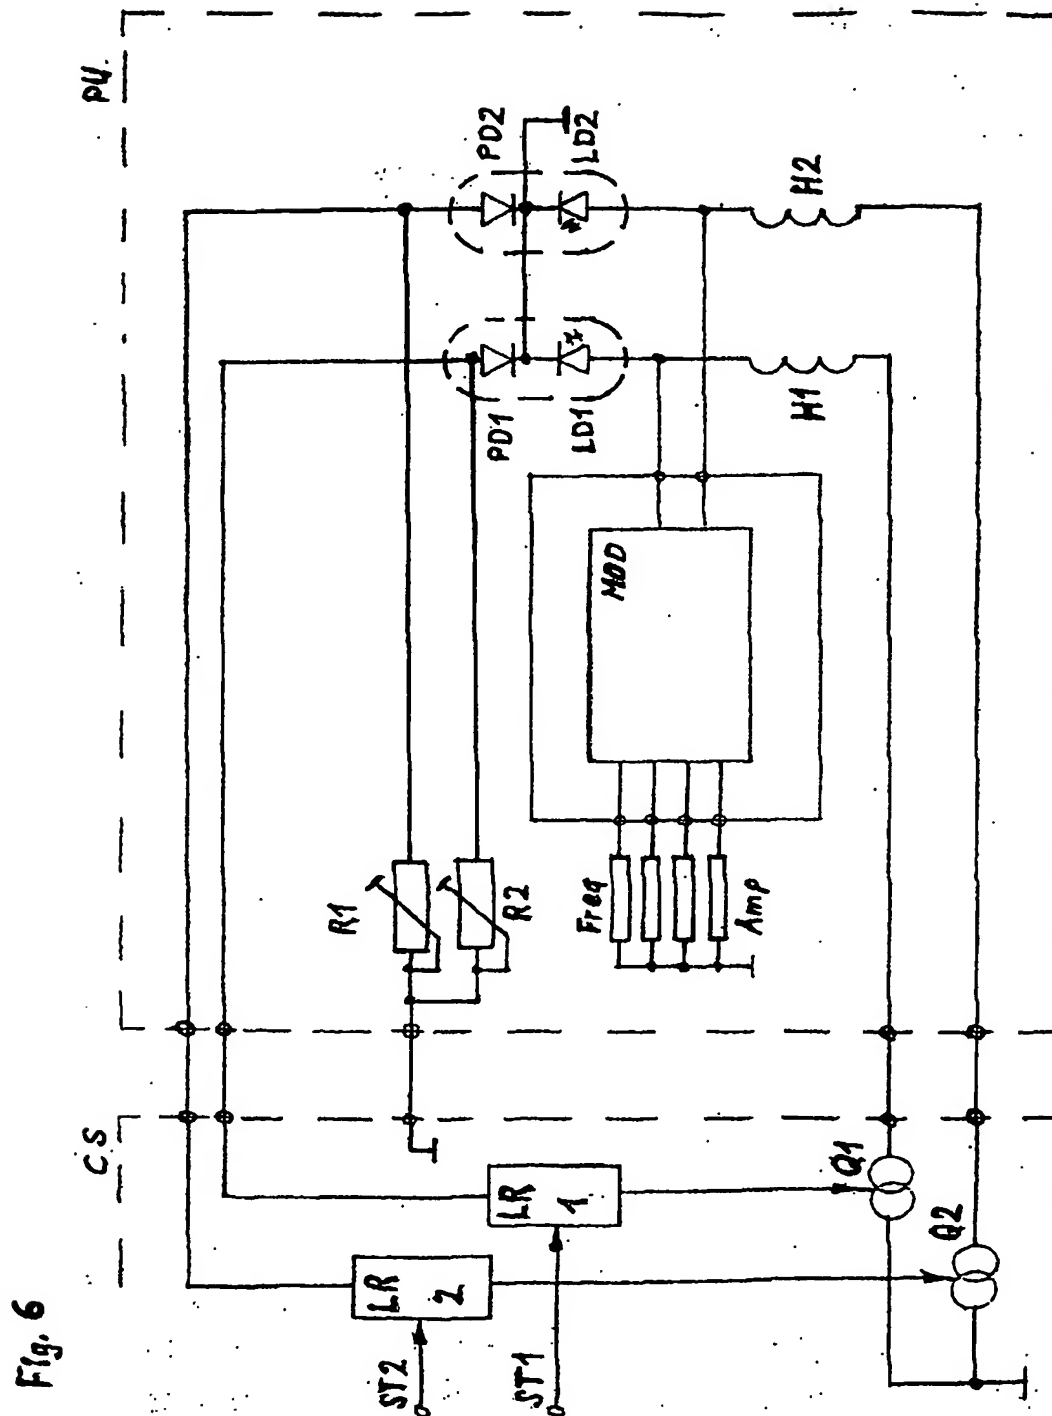 Fig. 6
CS
PU.
ST2
LR
2
ST1
LR
1
Q1
Q2
R1
R2
Freq
Amp
MOD
PD1
LD1
PD2
LD2
H1
H2